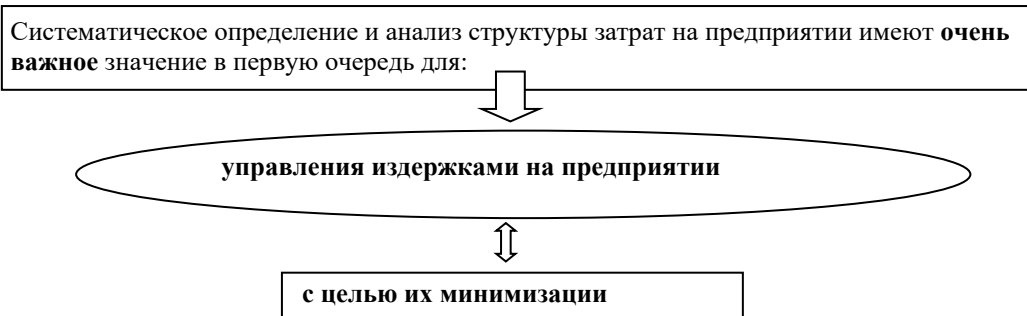 Систематическое определение и анализ структуры затрат на предприятии имеют очень
важное значение в первую очередь для:
управления издержками на предприятии
с целью их минимизации